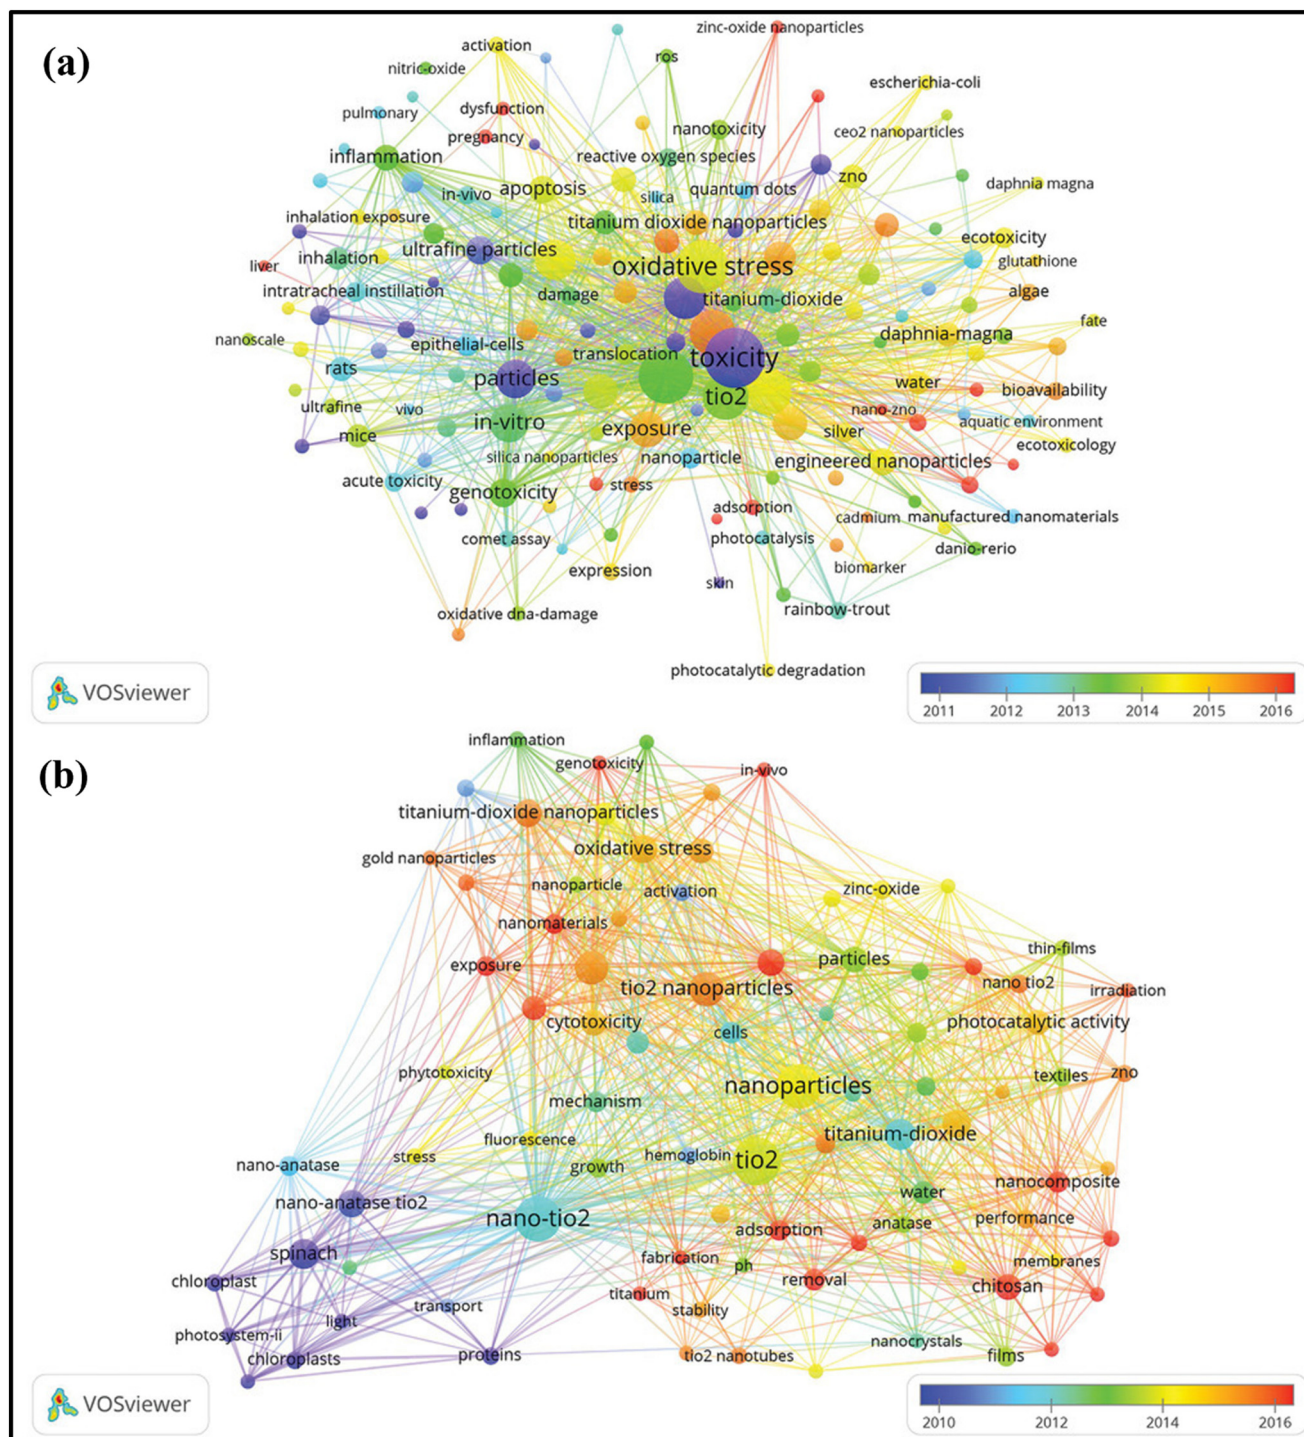 (a)
zinc-oxide nanoparticles
activation
ros
nitric-oxide
escherichia-coli
dysfunction
pulmonary
nanotoxicity
ceo2 nanoparticles
pregnancy
inflammation
reactive oxygen species
zno
daphnia magna
apoptosis
quantum dots
in-vivo
silica
inhalation exposure
titanium dioxide nanoparticles
ecotoxicity
ultrafine particles
inhalation
glutathione
liver
oxidative stress
intratracheal instillation
damage
titanium-dioxide
algae
fate
nanoscale
epithelial-cells
daphnia-magna
translocation
toxicity
rats
particles
water
bioavailability
tio2
ultrafine
vivo
nano-zno
in-vitro
aquatic environment
mice
exposure
silver
ecotoxicology
silica nanoparticles
nanoparticle
engineered nanoparticles
acute toxicity
genotoxicity
stress
adsorption
cadmium
manufactured nanomaterials
comet assay
photocatalysis
danio-rerio
expression
biomarker
skin
oxidative dna-damage
rainbow-trout
photocatalytic degradation
VOSviewer
2011 2012 2013 2014 2015 2016
(b)
inflammation
genotoxicity
in-vivo
titanium-dioxide nanoparticles
oxidative stress
gold nanoparticles
nanoparticle
activation
zinc-oxide
nanomaterials
thin-films
exposure
particles
nano tio2
tio2 nanoparticles
irradiation
cytotoxicity
cells
photocatalytic activity
phytotoxicity
nanoparticles
textiles
zno
mechanism
titanium-dioxide
fluorescence
nano-anatase
stress
growth
hemoglobin
tio2
nanocomposite
nano-anatase tio2
water
nano-tio2
adsorption
anatase
performance
spinach
fabrication
ph
membranes
chloroplast
removal
chitosan
titanium
transport
stability
light
photosystem-ii
nanocrystals
chloroplasts
proteins
tio2 nanotubes
films
VOSviewer
2010 2012 2014 2016